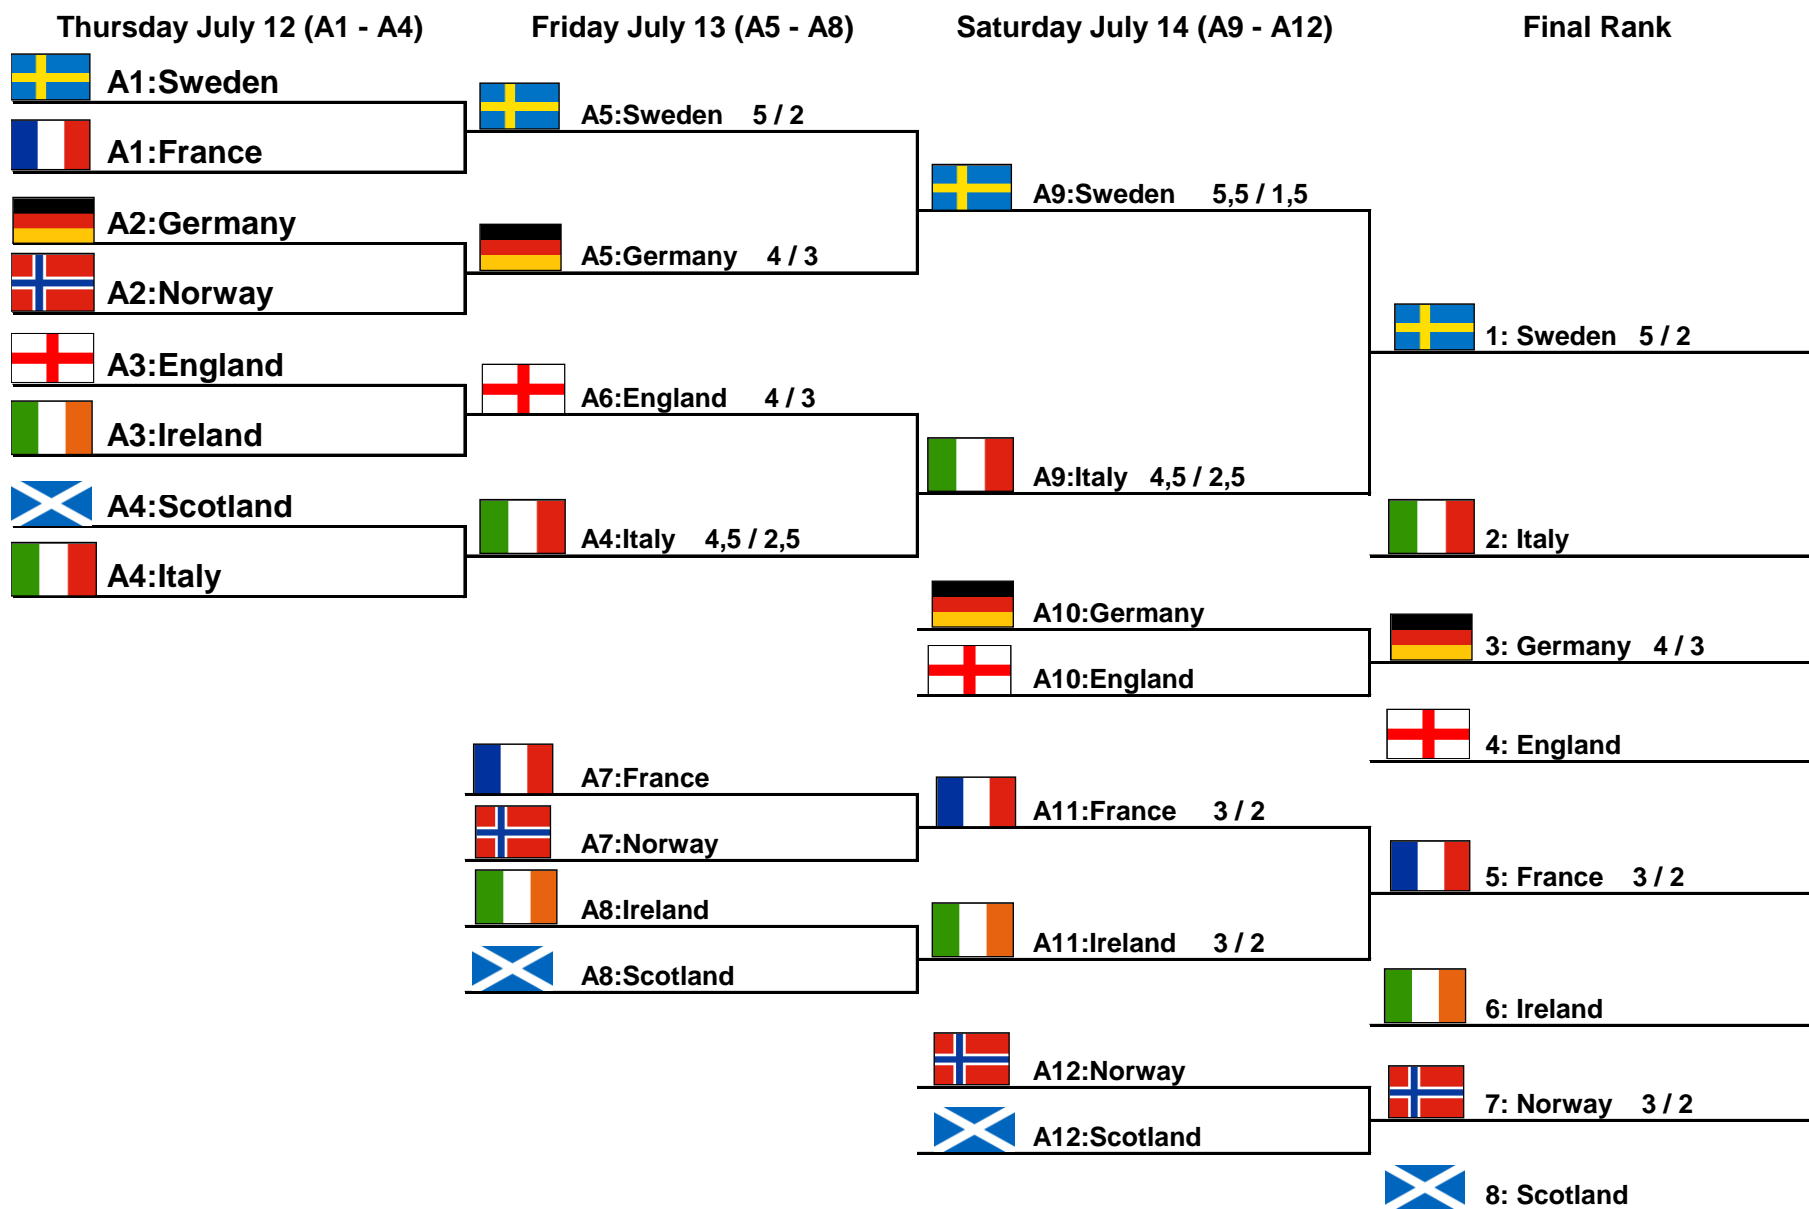 Thursday July 12 (A1 - A4)
Friday July 13 (A5 - A8)
Saturday July 14 (A9 - A12)
Final Rank
A1:Sweden
A1:France
A2:Germany
A2:Norway
A3:England
A3:Ireland
A4:Scotland
A4:Italy
A5:Sweden 5 / 2
A5:Germany 4 / 3
A6:England 4 / 3
A4:Italy 4,5 / 2,5
A7:France
A7:Norway
A8:Ireland
A8:Scotland
A9:Sweden 5,5 / 1,5
A9:Italy 4,5 / 2,5
A10:Germany
A10:England
A11:France 3 / 2
A11:Ireland 3 / 2
A12:Norway
A12:Scotland
1: Sweden 5 / 2
2: Italy
3: Germany 4 / 3
4: England
5: France 3 / 2
6: Ireland
7: Norway 3 / 2
8: Scotland